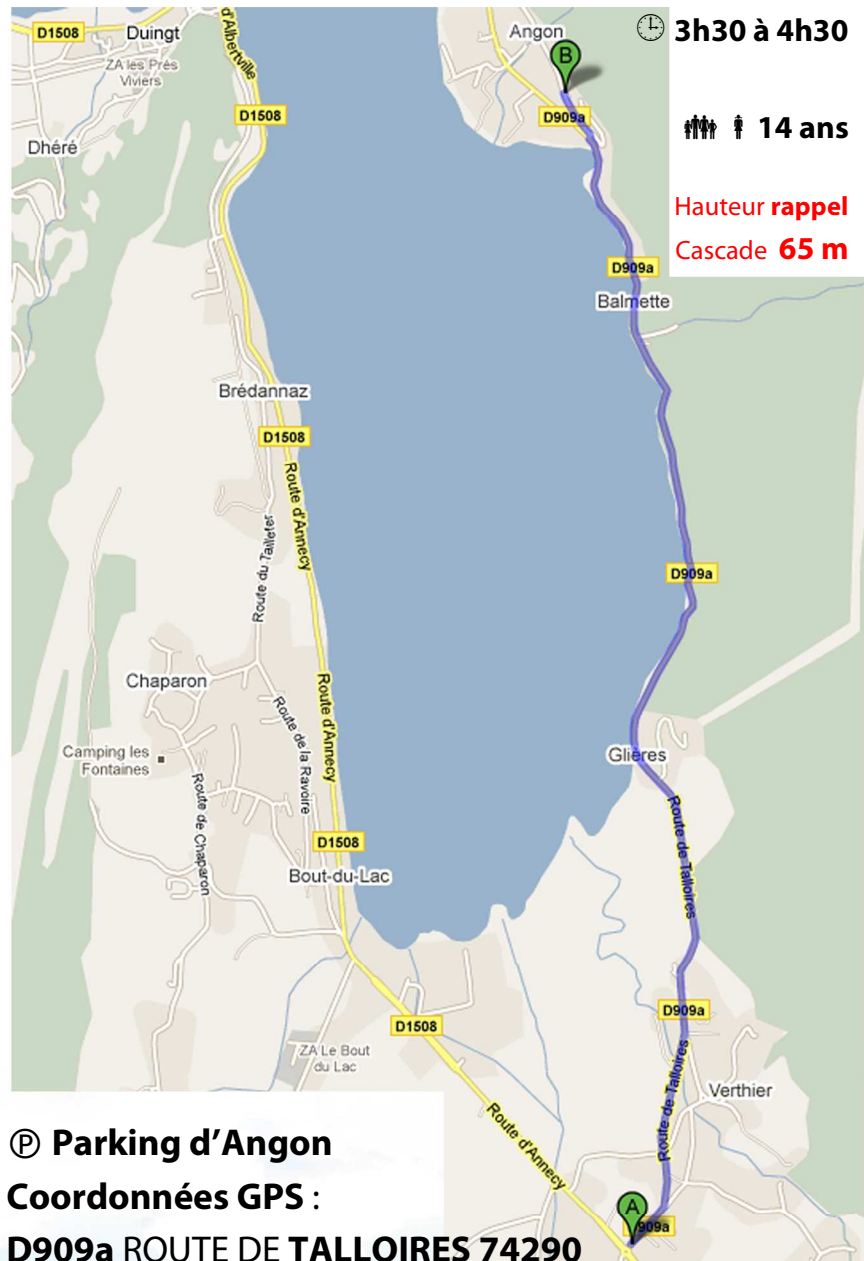 d'Albertville
D1508
Duingt
Angon
3h30 à 4h30
ZA les Prés
Viviers
B
D1508
D909a
14 ans
Dhéré
Hauteur rappel
Cascade 65 m
D909a
Balmette
Brédannaz
D1508
Route d'Annecy
Route du Tailleter
D909a
Chaparon
Route d'Annecy
Route de la Ravoire
Camping les
Fontaines
Glières
Route de Chaparon
Route de Talloires
D1508
Bout-du-Lac
D909a
D1508
ZA Le Bout
du Lac
Route de Talloires
Verthier
Route d'Annecy
Ⓟ Parking d’Angon
Coordonnées GPS :
A
D909a
D909a ROUTE DE TALLOIRES 74290